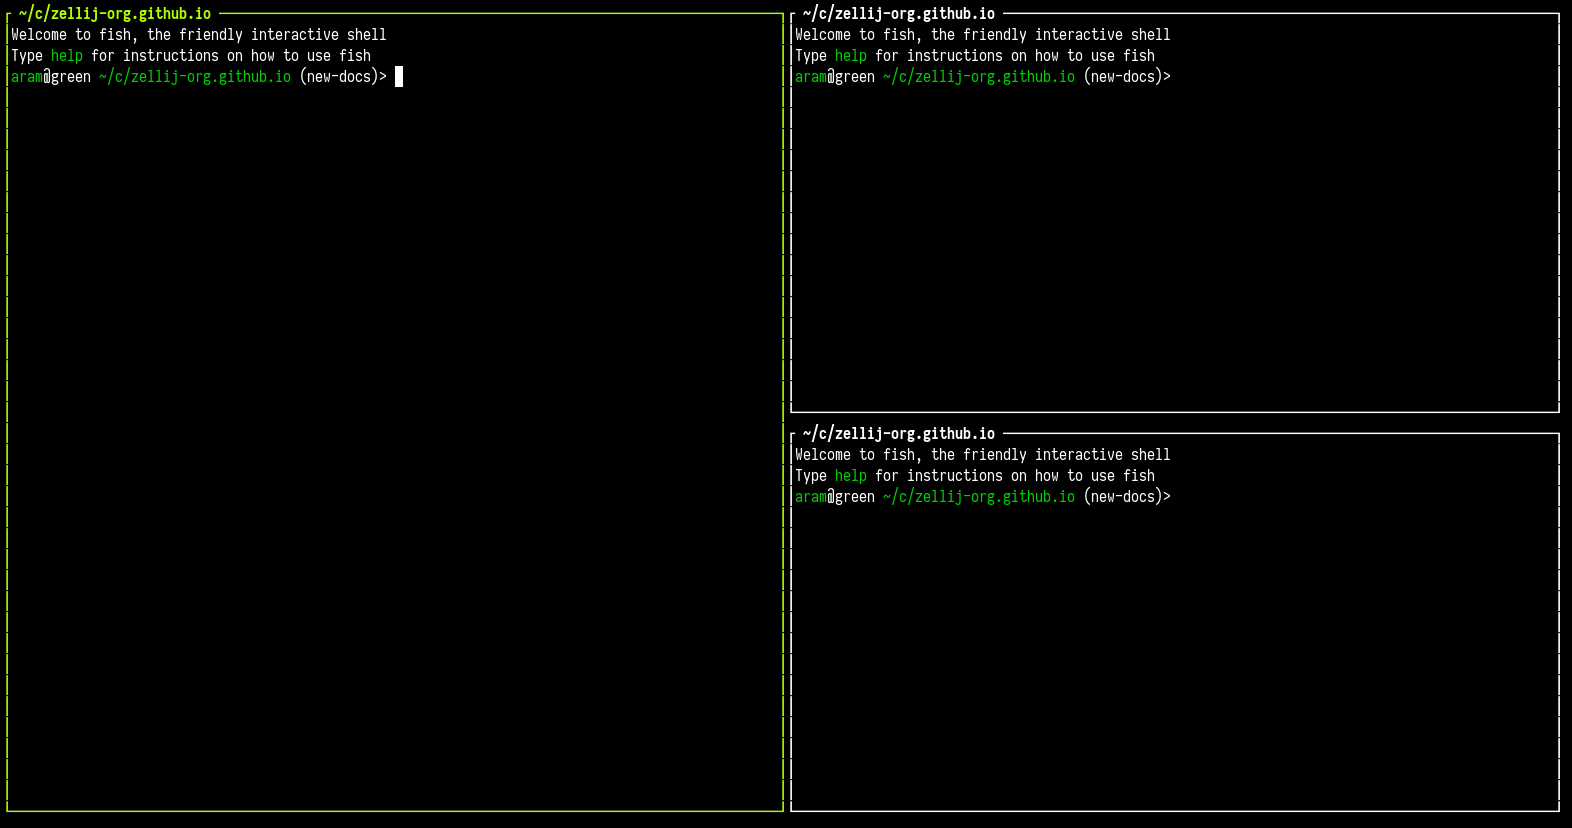 ~/c/zellij-org.github.io
Welcome to fish, the friendly interactive shell
Type help for instructions on how to use fish
aram@green ~/c/zellij-org.github.io (new-docs)>
~/c/zellij-org.github.io
Welcome to fish, the friendly interactive shell
Type help for instructions on how to use fish
aram@green ~/c/zellij-org.github.io (new-docs)>
~/c/zellij-org.github.io
Welcome to fish, the friendly interactive shell
Type help for instructions on how to use fish
aram@green ~/c/zellij-org.github.io (new-docs)>